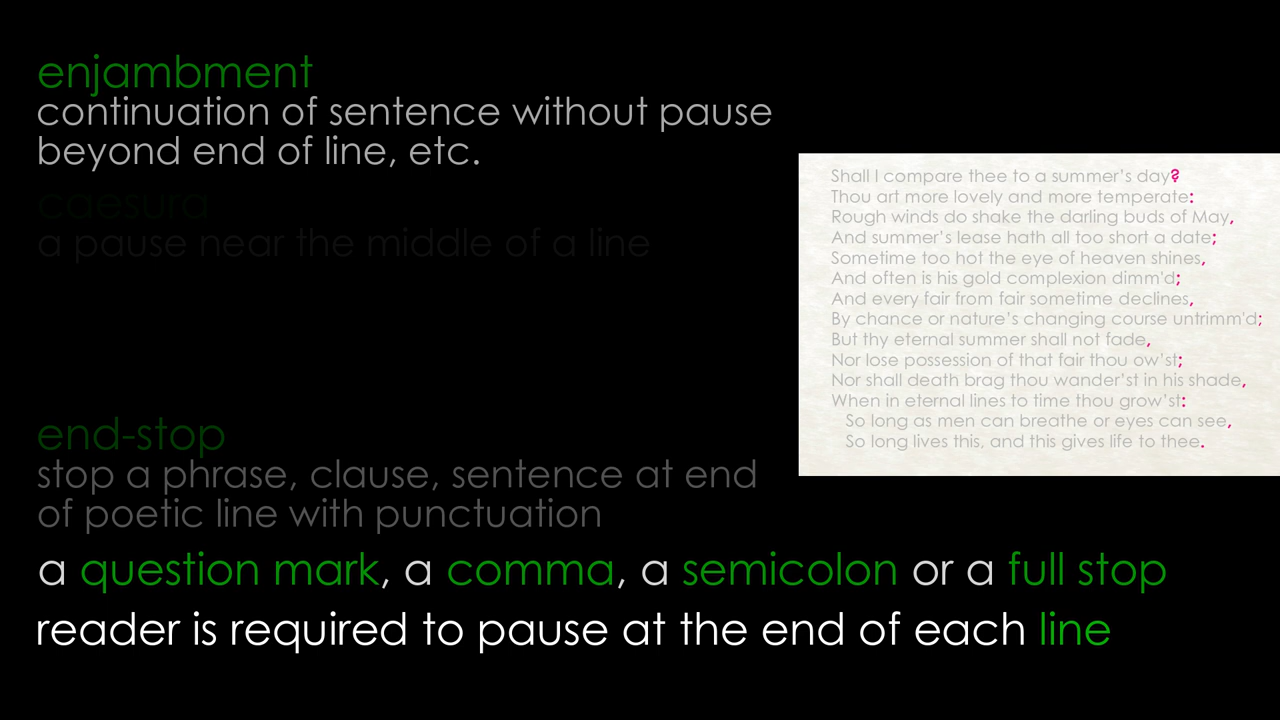 enjambment
continuation of sentence without pause
beyond end of line, etc.
caesura
a pause near the middle of a line
end-stop
stop a phrase, clause, sentence at end
of poetic line with punctuation
a question mark, a comma, a semicolon or a full stop
reader is required to pause at the end of each line
Shall I compare thee to a summer's day?
Thou art more lovely and more temperate:
Rough winds do shake the darling buds of May,
And summer's lease hath all too short a date;
Sometime too hot the eye of heaven shines,
And often is his gold complexion dimm'd;
And every fair from fair sometime declines,
By chance or nature's changing course untrimm'd;
But thy eternal summer shall not fade,
Nor lose possession of that fair thou ow'st;
Nor shall death brag thou wander'st in his shade,
When in eternal lines to time thou grow'st:
So long as men can breathe or eyes can see,
So long lives this, and this gives life to thee.